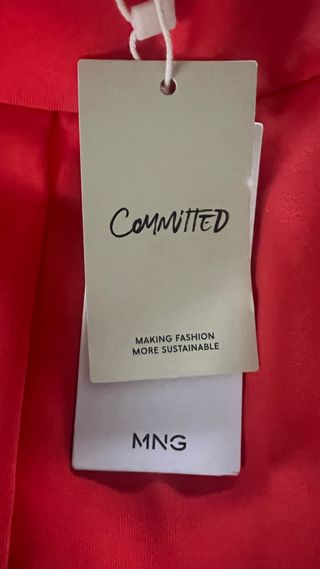 COMMITTED
MAKING FASHION
MORE SUSTAINABLE
MNG